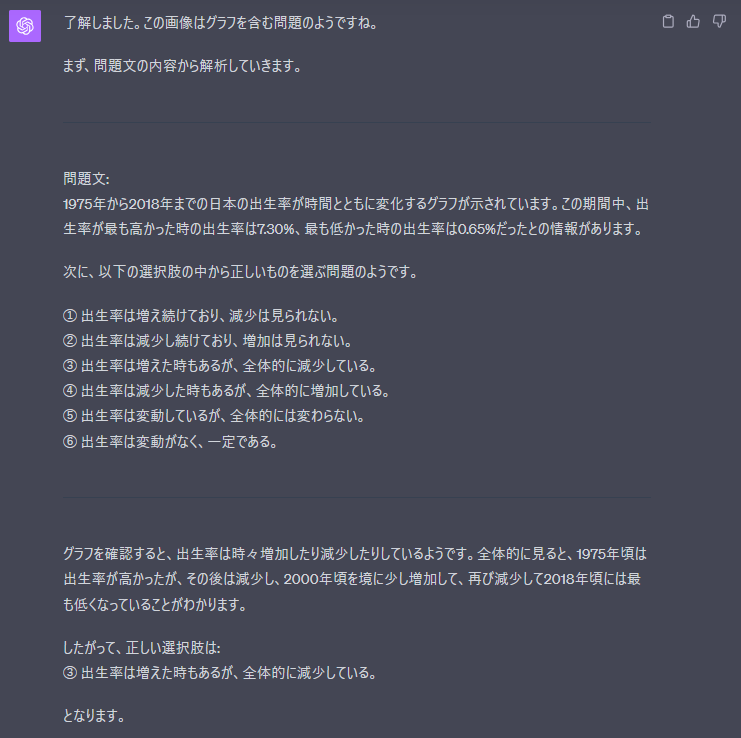 了解しました。この画像はグラフを含む問題のようですね。
まず、問題文の内容から解析していきます。
問題文:
1975年から2018年までの日本の出生率が時間とともに変化するグラフが示されています。この期間中、出
生率が最も高かった時の出生率は7.30%、最も低かった時の出生率は0.65%だったとの情報があります。
次に、以下の選択肢の中から正しいものを選ぶ問題のようです。
① 出生率は増え続けており、減少は見られない。
② 出生率は減少し続けており、増加は見られない。
③ 出生率は増えた時もあるが、全体的に減少している。
④ 出生率は減少した時もあるが、全体的に増加している。
⑤ 出生率は変動しているが、全体的には変わらない。
⑥ 出生率は変動がなく、一定である。
グラフを確認すると、出生率は時々増加したり減少したりしているようです。全体的に見ると、1975年頃は
出生率が高かったが、その後は減少し、2000年頃を境に少し増加して、再び減少して2018年頃には最
も低くなっていることがわかります。
したがって、正しい選択肢は:
③ 出生率は増えた時もあるが、全体的に減少している。
となります。